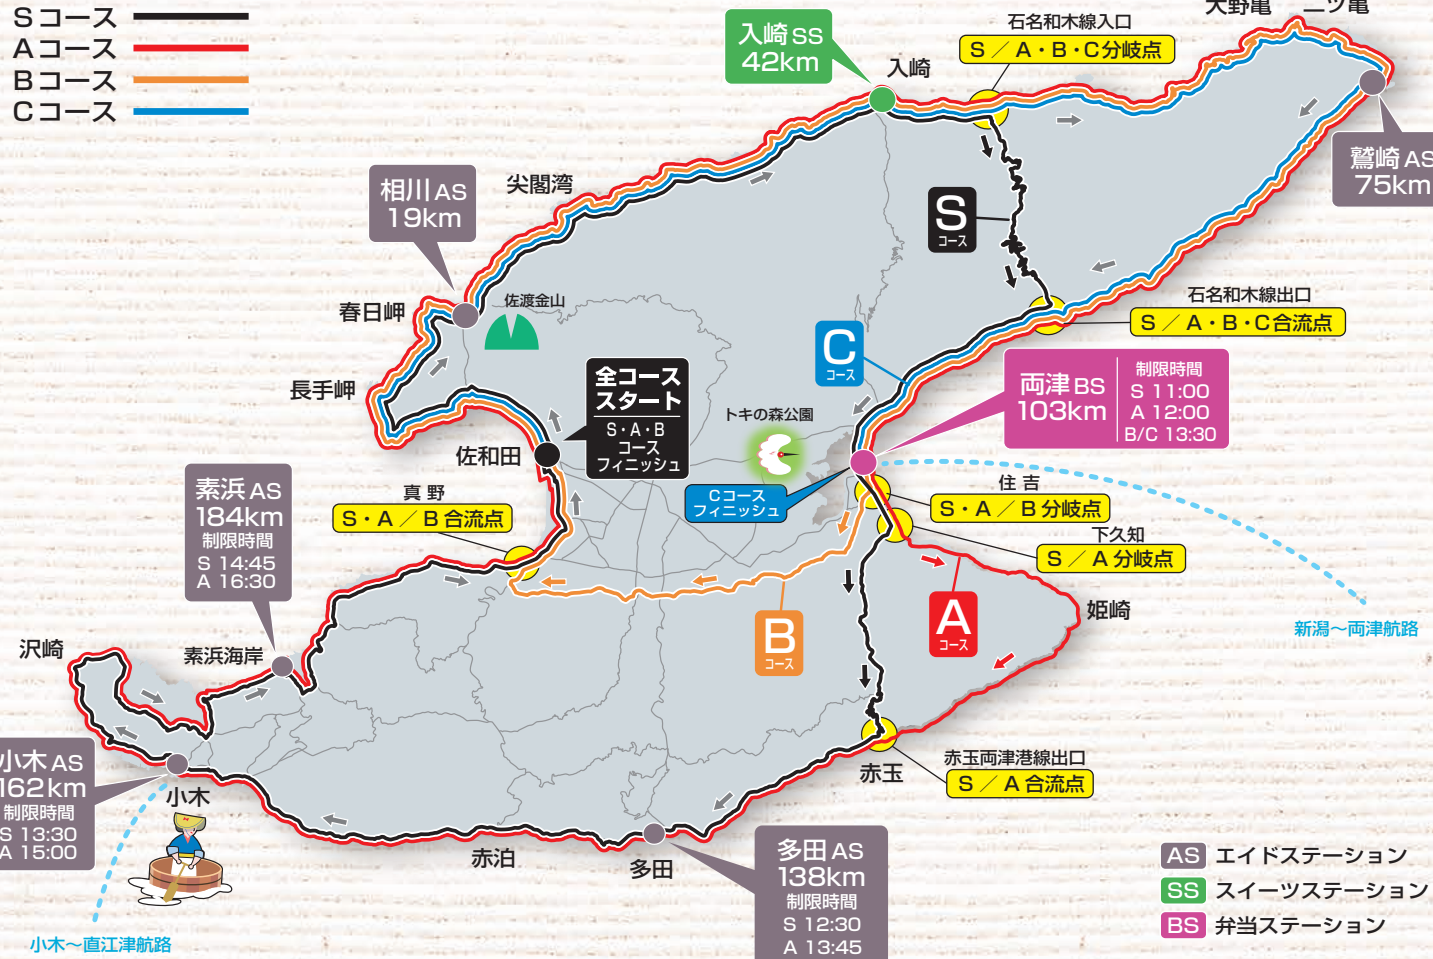 Sコース
Aコース
Bコース
Cコース
大野亀 二ツ亀
石名和木線入口
S／A・B・C分岐点
入崎SS
42km
入崎
鷲崎AS
75km
相川AS
19km
尖閣湾
S
コース
春日岬
佐渡金山
石名和木線出口
S／A・B・C合流点
C
コース
長手岬
全コース
スタート
S・A・B
コース
フィニッシュ
両津BS
103km
制限時間
S 11:00
A 12:00
B/C 13:30
トキの森公園
佐和田
Cコース
フィニッシュ
素浜AS
184km
制限時間
S 14:45
A 16:30
真野
S・A／B合流点
住吉
S・A／B分岐点
下久知
S／A分岐点
A
コース
姫崎
B
コース
新潟～両津航路
沢崎
素浜海岸
小木AS
162km
制限時間
S 13:30
A 15:00
小木
赤玉
赤玉両津港線出口
S／A合流点
赤泊
多田
多田AS
138km
制限時間
S 12:30
A 13:45
小木～直江津航路
AS エイドステーション
SS スイーツステーション
BS 弁当ステーション